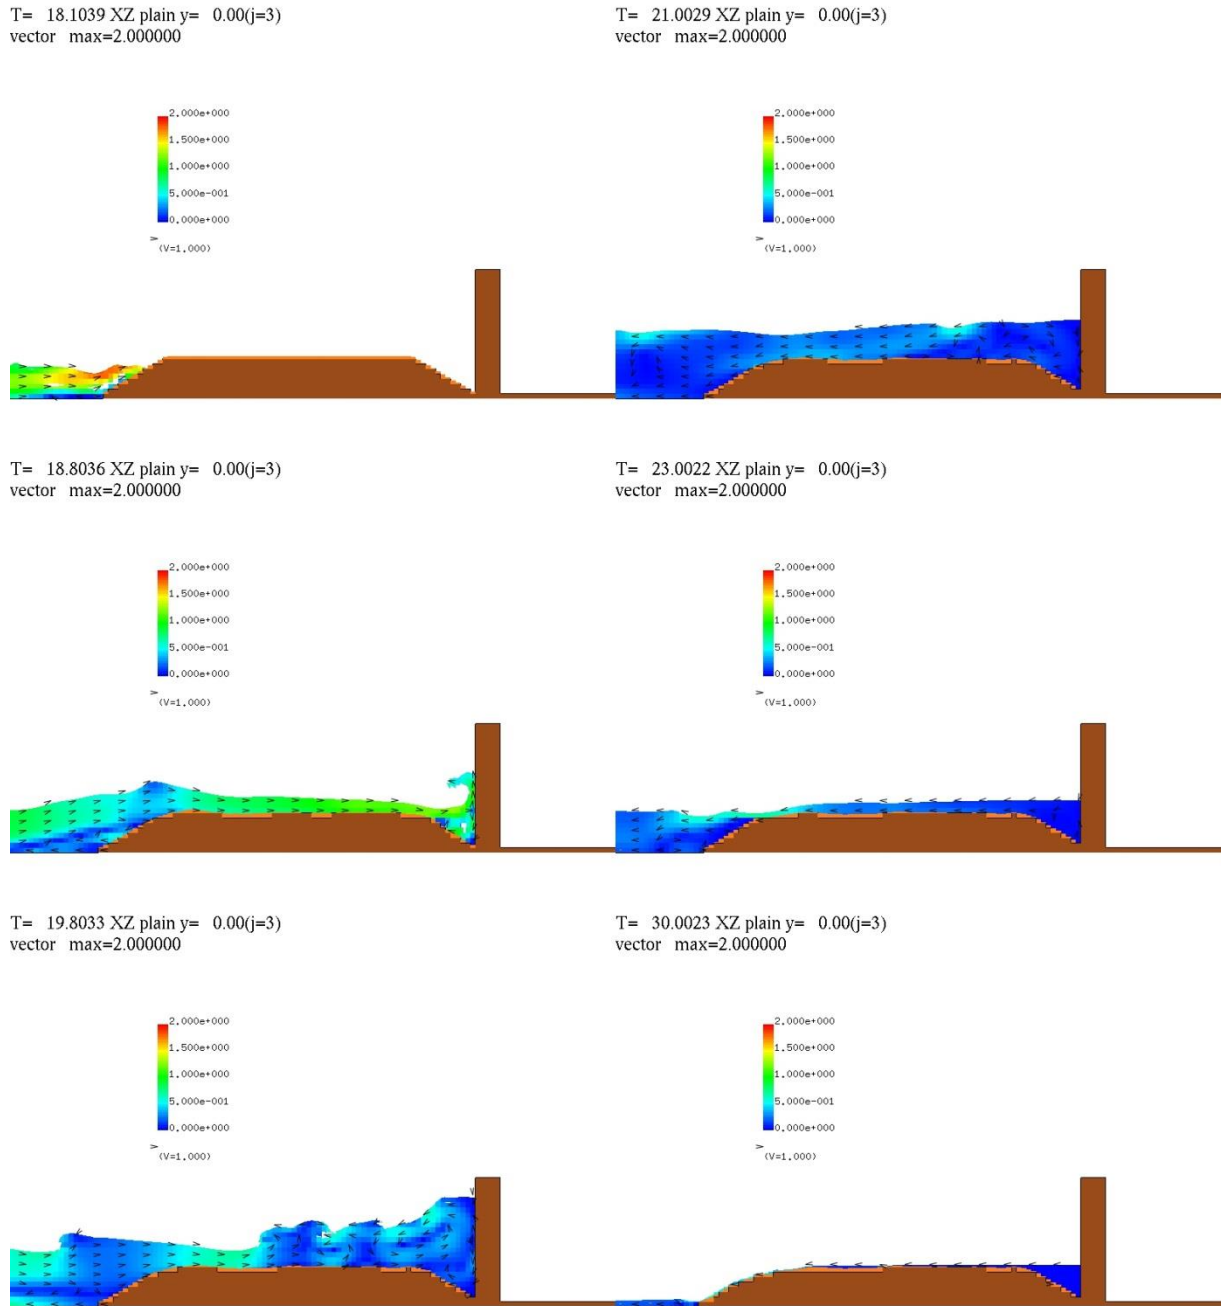 T= 18.1039 XZ plain y= 0.00(j=3)
vector max=2.000000
2.000e+000
1.500e+000
1.000e+000
5.000e-001
0.000e+000
(V=1.000)
T= 21.0029 XZ plain y= 0.00(j=3)
vector max=2.000000
2.000e+000
1.500e+000
1.000e+000
5.000e-001
0.000e+000
(V=1.000)
T= 18.8036 XZ plain y= 0.00(j=3)
vector max=2.000000
2.000e+000
1.500e+000
1.000e+000
5.000e-001
0.000e+000
(V=1.000)
T= 23.0022 XZ plain y= 0.00(j=3)
vector max=2.000000
2.000e+000
1.500e+000
1.000e+000
5.000e-001
0.000e+000
(V=1.000)
T= 19.8033 XZ plain y= 0.00(j=3)
vector max=2.000000
2.000e+000
1.500e+000
1.000e+000
5.000e-001
0.000e+000
(V=1.000)
T= 30.0023 XZ plain y= 0.00(j=3)
vector max=2.000000
2.000e+000
1.500e+000
1.000e+000
5.000e-001
0.000e+000
(V=1.000)